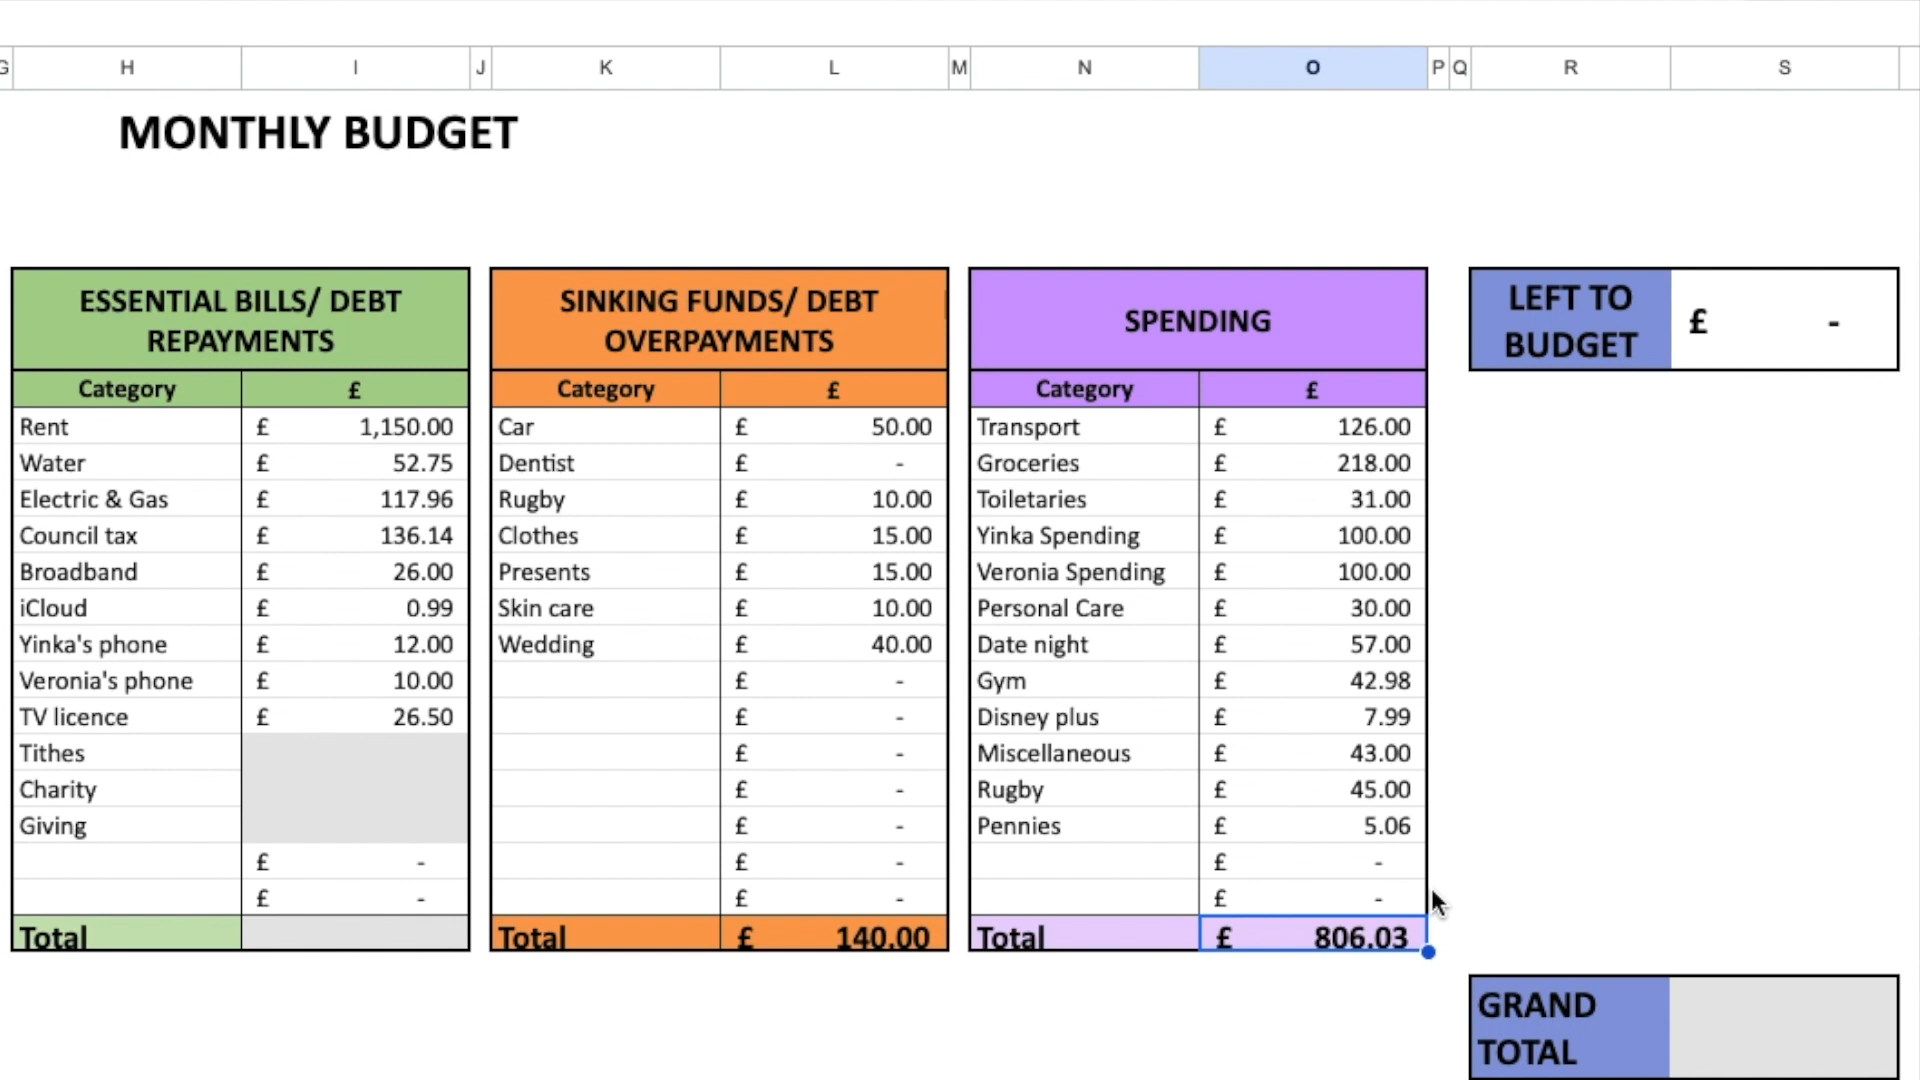 G H I J K L M N O P Q R S
MONTHLY BUDGET
ESSENTIAL BILLS/ DEBT
REPAYMENTS
Category £
Rent £ 1,150.00
Water £ 52.75
Electric & Gas £ 117.96
Council tax £ 136.14
Broadband £ 26.00
iCloud £ 0.99
Yinka's phone £ 12.00
Veronia's phone £ 10.00
TV licence £ 26.50
Tithes
Charity
Giving
£ -
£ -
Total
SINKING FUNDS/ DEBT
OVERPAYMENTS
Category £
Car £ 50.00
Dentist £ -
Rugby £ 10.00
Clothes £ 15.00
Presents £ 15.00
Skin care £ 10.00
Wedding £ 40.00
£ -
£ -
£ -
£ -
£ -
£ -
£ -
Total £ 140.00
SPENDING
Category £
Transport £ 126.00
Groceries £ 218.00
Toiletaries £ 31.00
Yinka Spending £ 100.00
Veronia Spending £ 100.00
Personal Care £ 30.00
Date night £ 57.00
Gym £ 42.98
Disney plus £ 7.99
Miscellaneous £ 43.00
Rugby £ 45.00
Pennies £ 5.06
£ -
£ -
Total £ 806.03
LEFT TO
BUDGET
£ -
GRAND
TOTAL